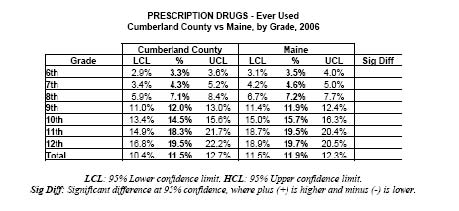 PRESCRIPTION DRUGS - Ever Used
Cumberland County vs Maine, by Grade, 2006
Cumberland County Maine
Grade LCL % UCL LCL % UCL Sig Diff
6th 2.9% 3.3% 3.6% 3.1% 3.5% 4.0%
7th 3.4% 4.3% 5.2% 4.2% 4.6% 5.0%
8th 5.9% 7.1% 8.4% 6.7% 7.2% 7.7%
9th 11.0% 12.0% 13.0% 11.4% 11.9% 12.4%
10th 13.4% 14.5% 15.6% 15.0% 15.7% 16.3%
11th 14.9% 18.3% 21.7% 18.7% 19.5% 20.4%
12th 16.8% 19.5% 22.2% 18.9% 19.7% 20.5%
Total 10.4% 11.5% 12.7% 11.5% 11.9% 12.3%
LCL: 95% Lower confidence limit. HCL: 95% Upper confidence limit.
Sig Diff: Significant difference at 95% confidence, where plus (+) is higher and minus (-) is lower.